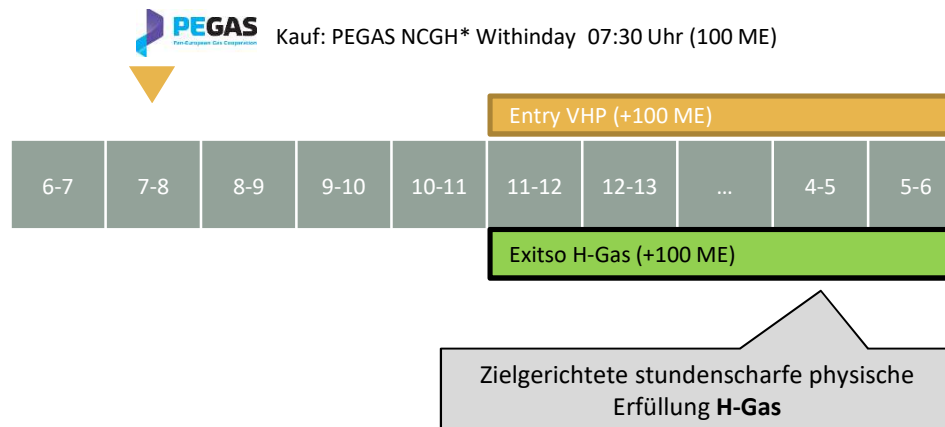 PEGAS
Pan-European Gas Cooperation
Kauf: PEGAS NCGH* Withinday 07:30 Uhr (100 ME)
Entry VHP (+100 ME)
6-7 7-8 8-9 9-10 10-11 11-12 12-13 ... 4-5 5-6
Exitso H-Gas (+100 ME)
Zielgerichtete stundenscharfe physische
Erfüllung H-Gas